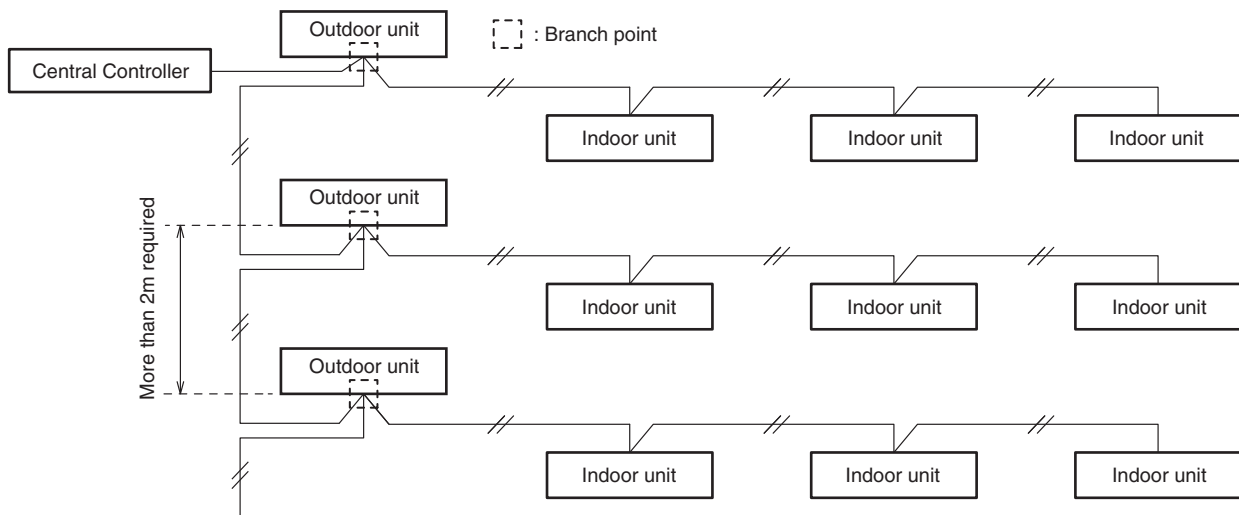 Outdoor unit
: Branch point
Central Controller
Indoor unit
Indoor unit
Indoor unit
Outdoor unit
More than 2m required
Indoor unit
Indoor unit
Indoor unit
Outdoor unit
Indoor unit
Indoor unit
Indoor unit